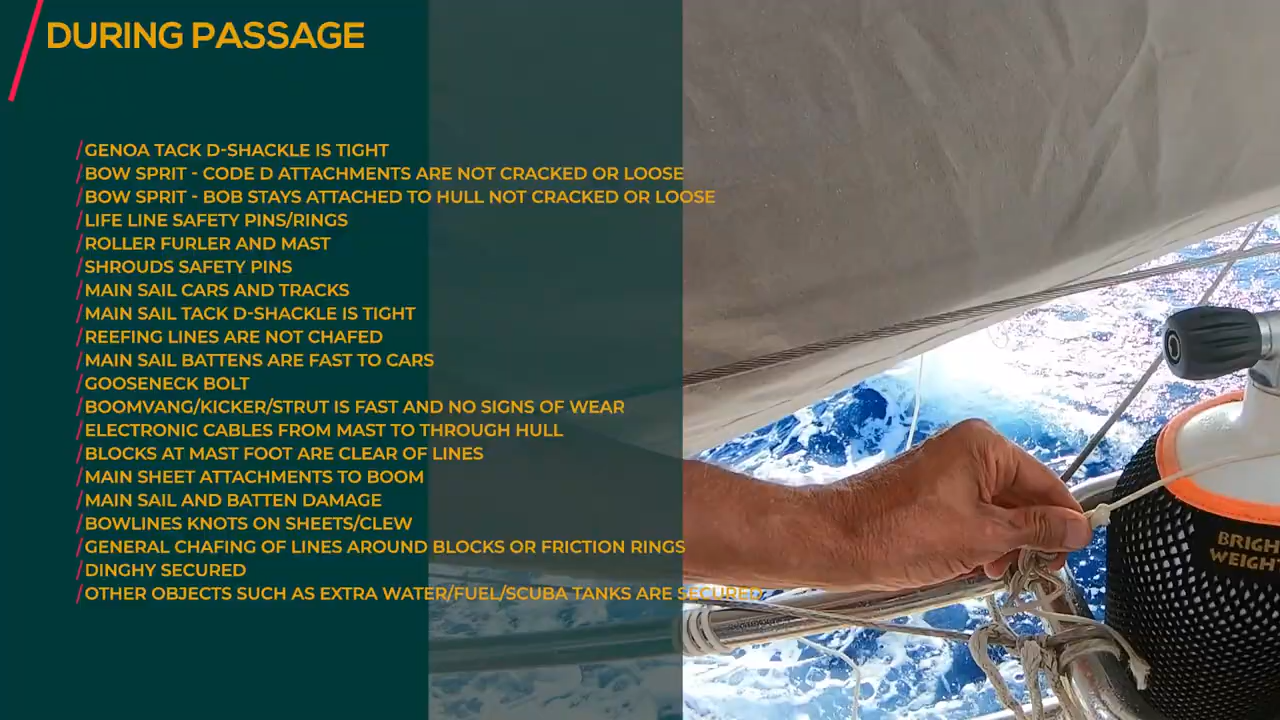 DURING PASSAGE
/GENOA TACK D-SHACKLE IS TIGHT
/BOW SPRIT - CODE D ATTACHMENTS ARE NOT CRACKED OR LOOSE
/BOW SPRIT - BOB STAYS ATTACHED TO HULL NOT CRACKED OR LOOSE
/LIFE LINE SAFETY PINS/RINGS
/ROLLER FURLER AND MAST
/SHROUDS SAFETY PINS
/MAIN SAIL CARS AND TRACKS
/MAIN SAIL TACK D-SHACKLE IS TIGHT
/REEFING LINES ARE NOT CHAFED
/MAIN SAIL BATTENS ARE FAST TO CARS
/GOOSENECK BOLT
/BOOMVANG/KICKER/STRUT IS FAST AND NO SIGNS OF WEAR
/ELECTRONIC CABLES FROM MAST TO THROUGH HULL
/BLOCKS AT MAST FOOT ARE CLEAR OF LINES
/MAIN SHEET ATTACHMENTS TO BOOM
/MAIN SAIL AND BATTEN DAMAGE
/BOWLINES KNOTS ON SHEETS/CLEW
/GENERAL CHAFING OF LINES AROUND BLOCKS OR FRICTION RINGS
/DINGHY SECURED
/OTHER OBJECTS SUCH AS EXTRA WATER/FUEL/SCUBA TANKS ARE SECURED
BRIGH
WEIGHT